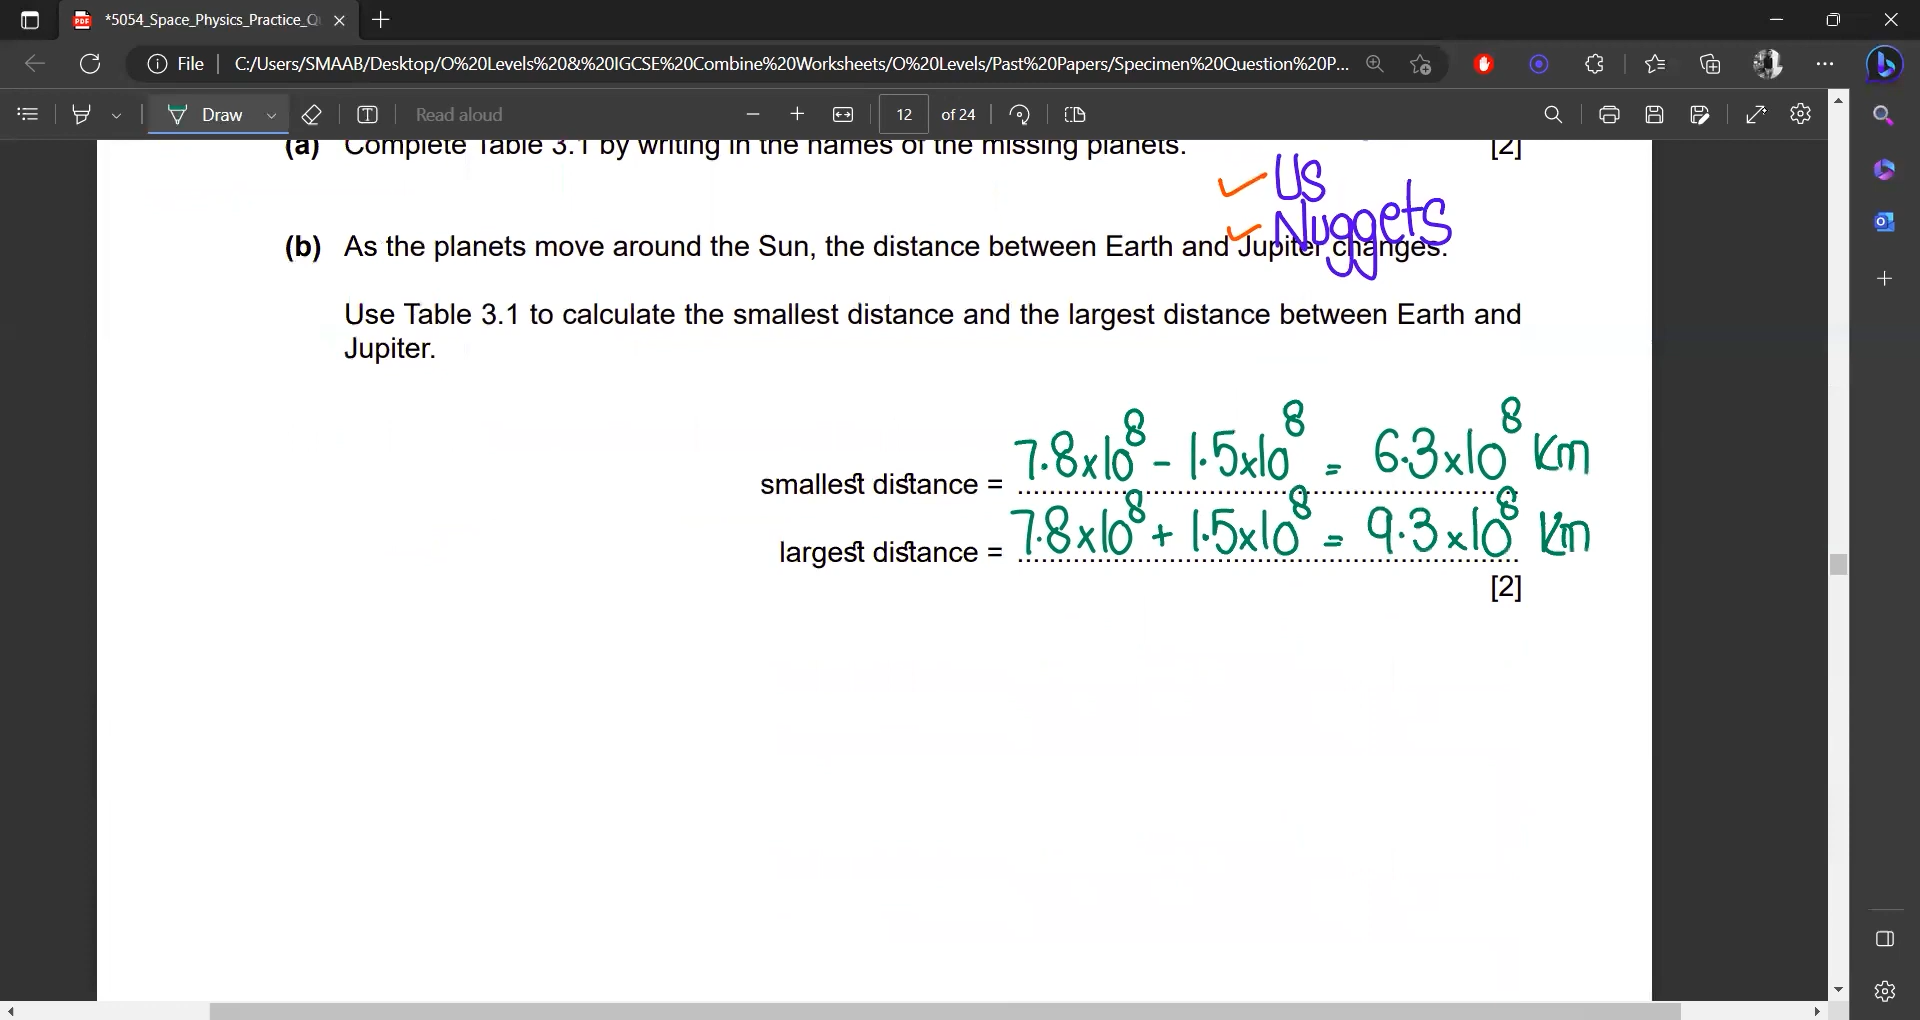 *5054_Space_Physics_Practice_Q
File
C:/Users/SMAAB/Desktop/O%20Levels%20&%20IGCSE%20Combine%20Worksheets/O%20Levels/Past%20Papers/Specimen%20Question%20P...
Draw
Read aloud
12 of 24
(a) Complete Table 3.1 by writing in the names of the missing planets. [2]
✓ Us
✓ Nuggets
(b) As the planets move around the Sun, the distance between Earth and Jupiter changes.
Use Table 3.1 to calculate the smallest distance and the largest distance between Earth and
Jupiter.
smallest distance = 7.8x10⁸ - 1.5x10⁸ = 6.3x10⁸ Km
largest distance = 7.8x10⁸ + 1.5x10⁸ = 9.3x10⁸ Km
[2]